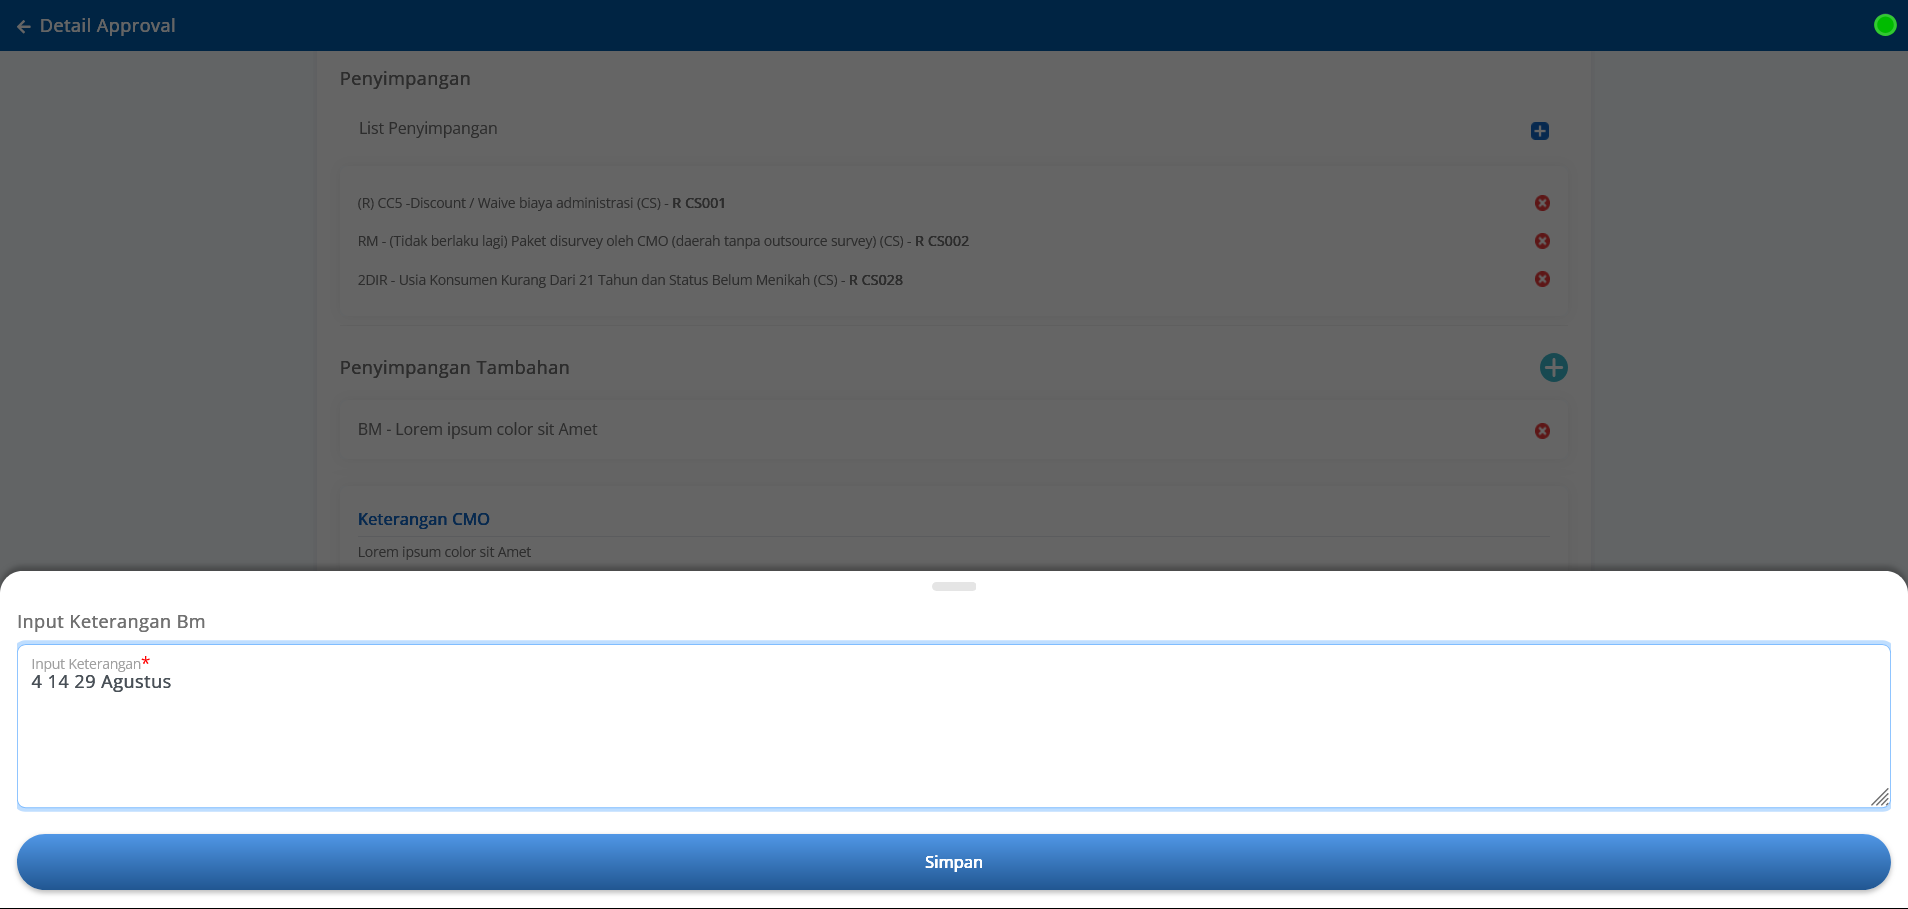 Detail Approval
Penyimpangan
List Penyimpangan
(R) CC5 -Discount / Waive biaya administrasi (CS) - R CS001
RM - (Tidak berlaku lagi) Paket disurvey oleh CMO (daerah tanpa outsource survey) (CS) - R CS002
2DIR - Usia Konsumen Kurang Dari 21 Tahun dan Status Belum Menikah (CS) - R CS028
Penyimpangan Tambahan
BM - Lorem ipsum color sit Amet
Keterangan CMO
Lorem ipsum color sit Amet
Input Keterangan Bm
Input Keterangan*
4 14 29 Agustus
Simpan